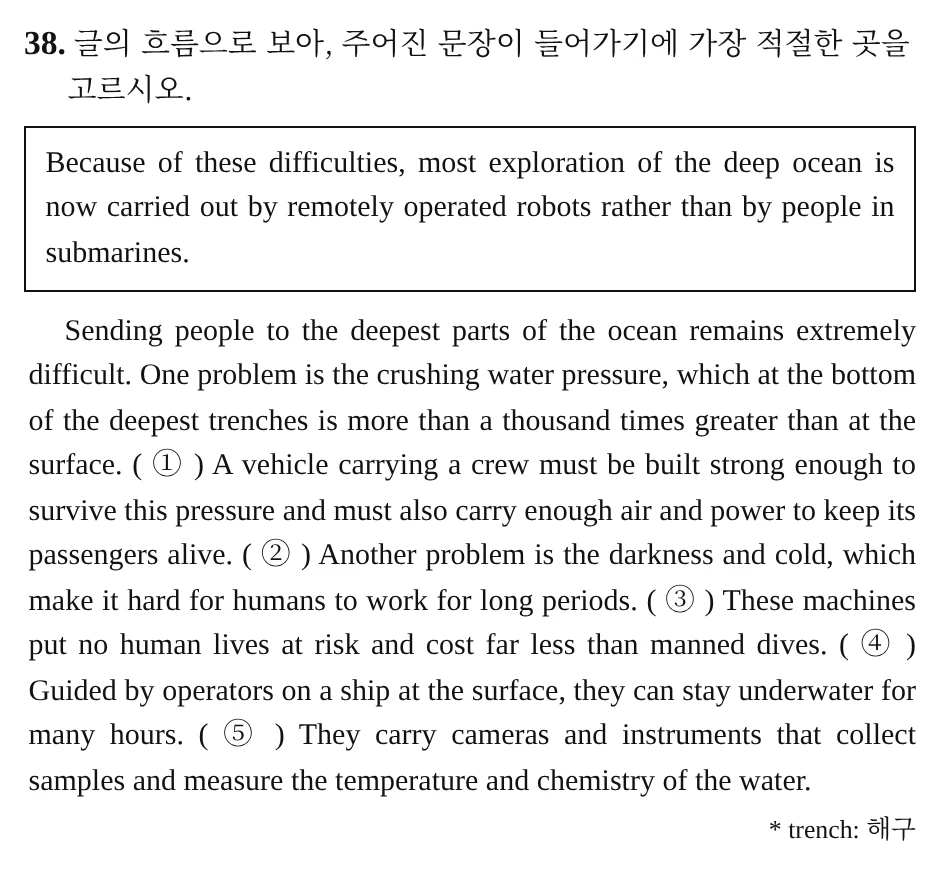 38. 글의 흐름으로 보아, 주어진 문장이 들어가기에 가장 적절한 곳을
고르시오.
Because of these difficulties, most exploration of the deep ocean is
now carried out by remotely operated robots rather than by people in
submarines.
Sending people to the deepest parts of the ocean remains extremely
difficult. One problem is the crushing water pressure, which at the bottom
of the deepest trenches is more than a thousand times greater than at the
surface. ( ① ) A vehicle carrying a crew must be built strong enough to
survive this pressure and must also carry enough air and power to keep its
passengers alive. ( ② ) Another problem is the darkness and cold, which
make it hard for humans to work for long periods. ( ③ ) These machines
put no human lives at risk and cost far less than manned dives. ( ④ )
Guided by operators on a ship at the surface, they can stay underwater for
many hours. ( ⑤ ) They carry cameras and instruments that collect
samples and measure the temperature and chemistry of the water.
* trench: 해구